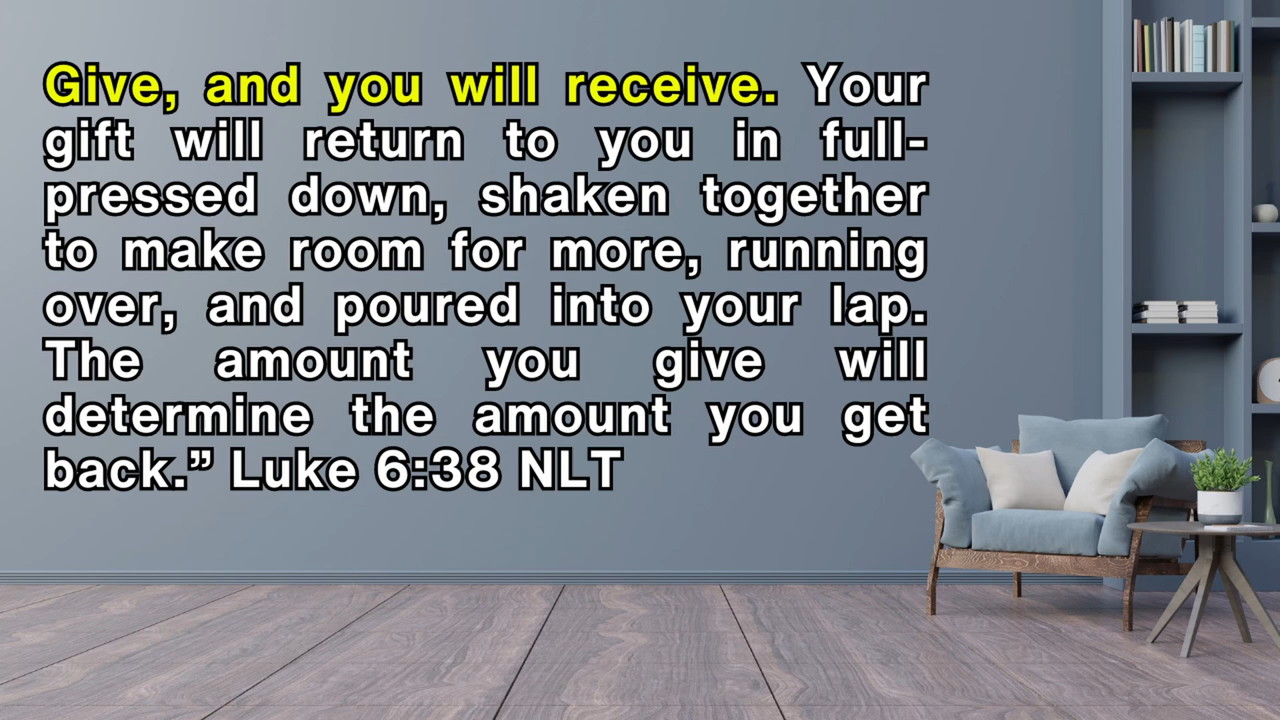 Give, and you will receive. Your
gift will return to you in full-
pressed down, shaken together
to make room for more, running
over, and poured into your lap.
The amount you give will
determine the amount you get
back.” Luke 6:38 NLT